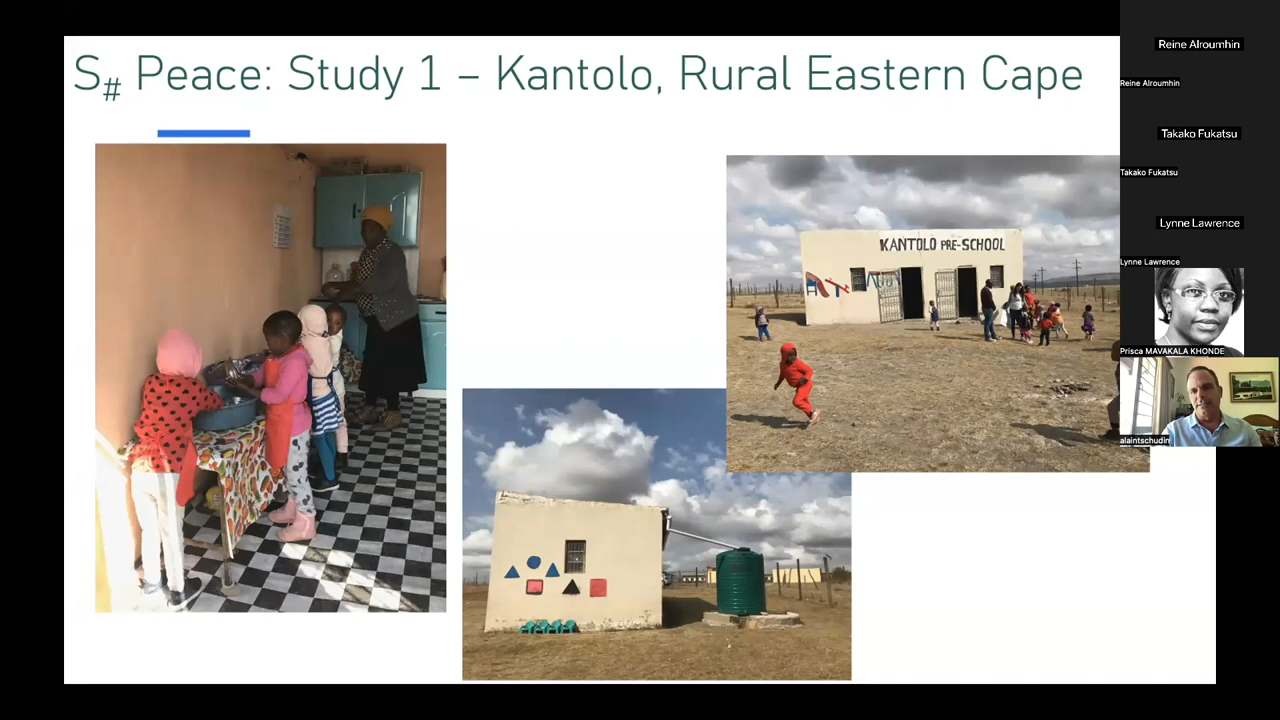 S# Peace: Study 1 – Kantolo, Rural Eastern Cape
KANTOLO PRE-SCHOOL
Reine Alroumhin
Reine Alroumhin
Takako Fukatsu
Takako Fukatsu
Lynne Lawrence
Lynne Lawrence
Prisca MAVAKALA KHONDE
alaintschudin